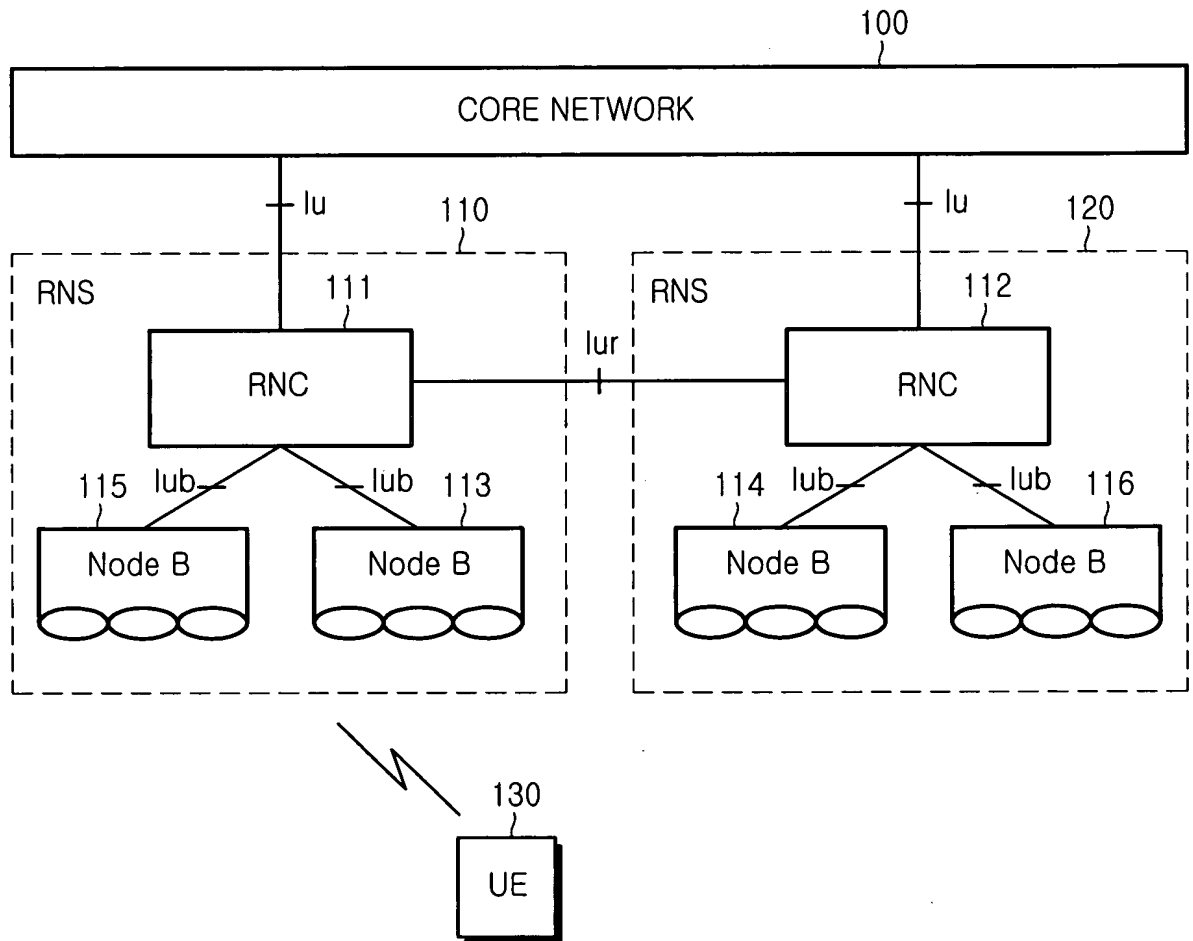 100
CORE NETWORK
Iu
110
Iu
120
RNS
111
RNC
Iur
RNS
112
RNC
115
Iub
Iub
113
114
Iub
Iub
116
Node B
Node B
Node B
Node B
130
UE